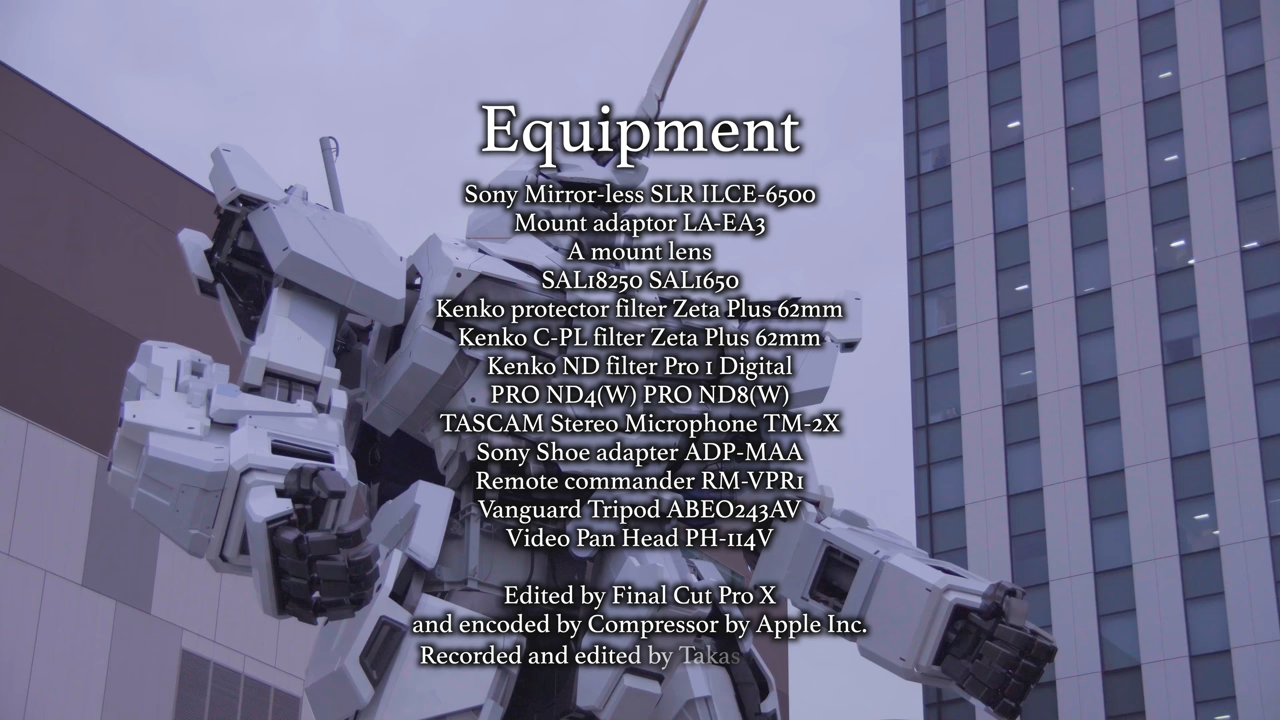 Equipment
Sony Mirror-less SLR ILCE-6500
Mount adaptor LA-EA3
A mount lens
SAL18250 SAL1650
Kenko protector filter Zeta Plus 62mm
Kenko C-PL filter Zeta Plus 62mm
Kenko ND filter Pro 1 Digital
PRO ND4(W) PRO ND8(W)
TASCAM Stereo Microphone TM-2X
Sony Shoe adapter ADP-MAA
Remote commander RM-VPR1
Vanguard Tripod ABEO243AV
Video Pan Head PH-114V
Edited by Final Cut Pro X
and encoded by Compressor by Apple Inc.
Recorded and edited by Takas